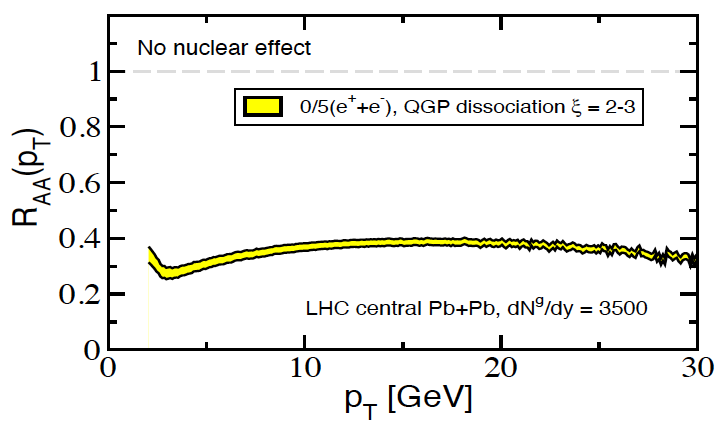 No nuclear effect
1
0/5(e⁺+e⁻), QGP dissociation ξ = 2-3
0.8
R_AA(p_T)
0.6
0.4
0.2
LHC central Pb+Pb, dN^g/dy = 3500
0
0 10 20 30
p_T [GeV]